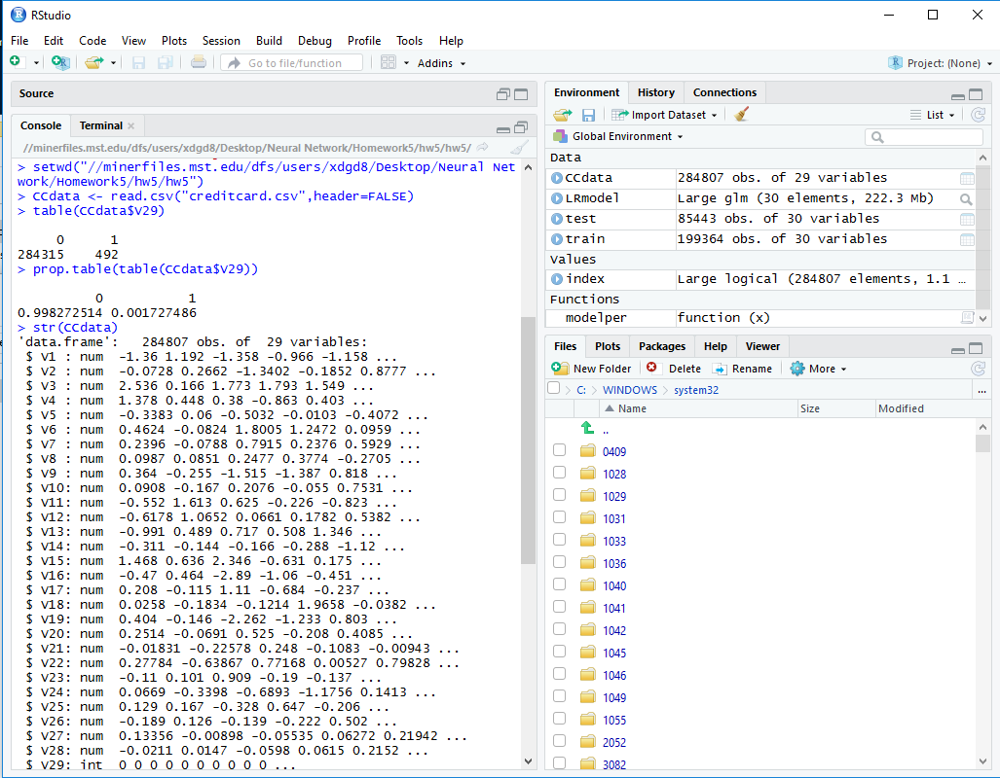 RStudio
File Edit Code View Plots Session Build Debug Profile Tools Help
Go to file/function Addins Project: (None)
Source
Console Terminal
//minerfiles.mst.edu/dfs/users/xdgd8/Desktop/Neural Network/Homework5/hw5/hw5/
> setwd("//minerfiles.mst.edu/dfs/users/xdgd8/Desktop/Neural Net
work/Homework5/hw5/hw5")
> CCdata <- read.csv("creditcard.csv",header=FALSE)
> table(CCdata$V29)
0 1
284315 492
> prop.table(table(CCdata$V29))
0 1
0.998272514 0.001727486
> str(CCdata)
'data.frame': 284807 obs. of 29 variables:
$ V1 : num -1.36 1.192 -1.358 -0.966 -1.158 ...
$ V2 : num -0.0728 0.2662 -1.3402 -0.1852 0.8777 ...
$ V3 : num 2.536 0.166 1.773 1.793 1.549 ...
$ V4 : num 1.378 0.448 0.38 -0.863 0.403 ...
$ V5 : num -0.3383 0.06 -0.5032 -0.0103 -0.4072 ...
$ V6 : num 0.4624 -0.0824 1.8005 1.2472 0.0959 ...
$ V7 : num 0.2396 -0.0788 0.7915 0.2376 0.5929 ...
$ V8 : num 0.0987 0.0851 0.2477 0.3774 -0.2705 ...
$ V9 : num 0.364 -0.255 -1.515 -1.387 0.818 ...
$ V10: num 0.0908 -0.167 0.2076 -0.055 0.7531 ...
$ V11: num -0.552 1.613 0.625 -0.226 -0.823 ...
$ V12: num -0.6178 1.0652 0.0661 0.1782 0.5382 ...
$ V13: num -0.991 0.489 0.717 0.508 1.346 ...
$ V14: num -0.311 -0.144 -0.166 -0.288 -1.12 ...
$ V15: num 1.468 0.636 2.346 -0.631 0.175 ...
$ V16: num -0.47 0.464 -2.89 -1.06 -0.451 ...
$ V17: num 0.208 -0.115 1.11 -0.684 -0.237 ...
$ V18: num 0.0258 -0.1834 -0.1214 1.9658 -0.0382 ...
$ V19: num 0.404 -0.146 -2.262 -1.233 0.803 ...
$ V20: num 0.2514 -0.0691 0.525 -0.208 0.4085 ...
$ V21: num -0.01831 -0.22578 0.248 -0.1083 -0.00943 ...
$ V22: num 0.27784 -0.63867 0.77168 0.00527 0.79828 ...
$ V23: num -0.11 0.101 0.909 -0.19 -0.137 ...
$ V24: num 0.0669 -0.3398 -0.6893 -1.1756 0.1413 ...
$ V25: num 0.129 0.167 -0.328 0.647 -0.206 ...
$ V26: num -0.189 0.126 -0.139 -0.222 0.502 ...
$ V27: num 0.13356 -0.00898 -0.05535 0.06272 0.21942 ...
$ V28: num -0.0211 0.0147 -0.0598 0.0615 0.2152 ...
$ V29: int 0 0 0 0 0 0 0 0 0 0 ...
Environment History Connections
Import Dataset List
Global Environment
Data
CCdata 284807 obs. of 29 variables
LRmodel Large glm (30 elements, 222.3 Mb)
test 85443 obs. of 30 variables
train 199364 obs. of 30 variables
Values
index Large logical (284807 elements, 1.1 …
Functions
modelper function (x)
Files Plots Packages Help Viewer
New Folder Delete Rename More
C: WINDOWS system32 ...
Name Size Modified
..
0409
1028
1029
1031
1033
1036
1040
1041
1042
1045
1046
1049
1055
2052
3082